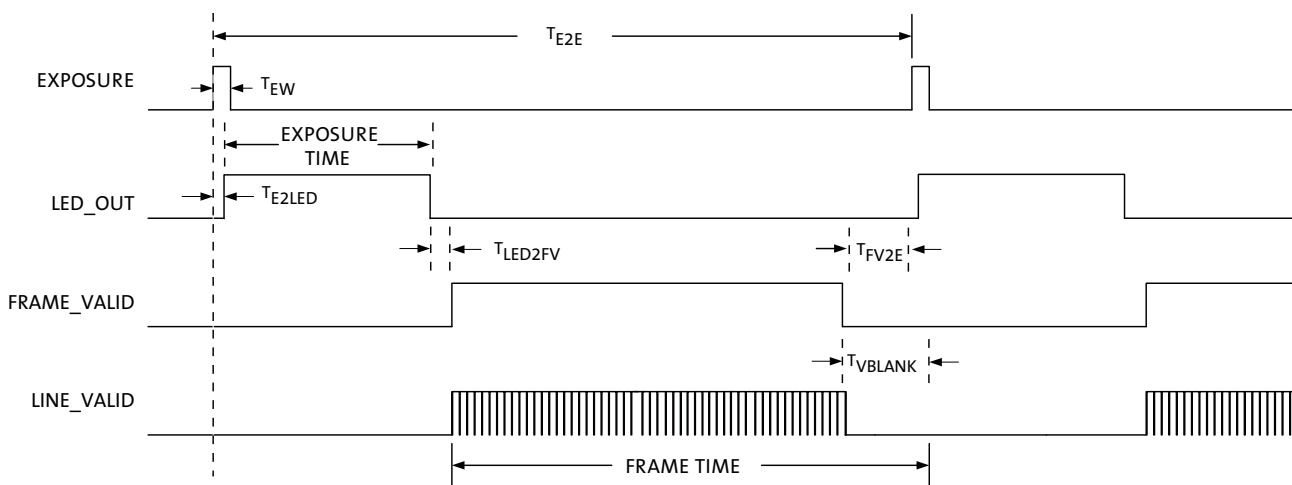 TE2E
EXPOSURE
TEW
EXPOSURE
TIME
TE2LED
LED_OUT
TLED2FV
TFV2E
FRAME_VALID
TVBLANK
LINE_VALID
FRAME TIME